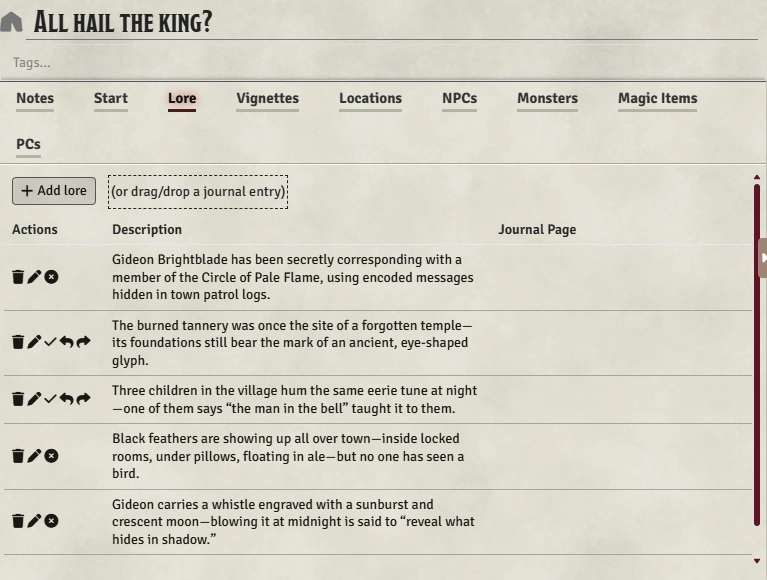 All hail the king?
Tags...
Notes Start Lore Vignettes Locations NPCs Monsters Magic Items
PCs
+ Add lore (or drag/drop a journal entry)
Actions Description Journal Page
Gideon Brightblade has been secretly corresponding with a
member of the Circle of Pale Flame, using encoded messages
hidden in town patrol logs.
The burned tannery was once the site of a forgotten temple—
its foundations still bear the mark of an ancient, eye-shaped
glyph.
Three children in the village hum the same eerie tune at night
—one of them says “the man in the bell” taught it to them.
Black feathers are showing up all over town—inside locked
rooms, under pillows, floating in ale—but no one has seen a
bird.
Gideon carries a whistle engraved with a sunburst and
crescent moon—blowing it at midnight is said to “reveal what
hides in shadow.”